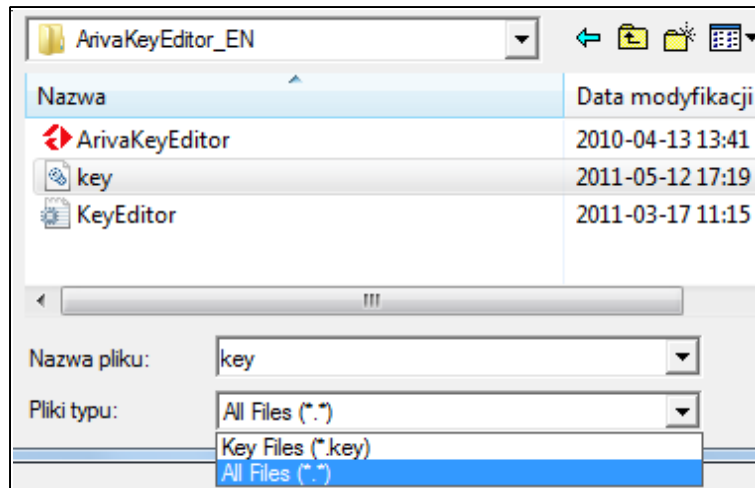 ArivaKeyEditor_EN
Nazwa Data modyfikacji
ArivaKeyEditor 2010-04-13 13:41
key 2011-05-12 17:19
KeyEditor 2011-03-17 11:15
Nazwa pliku: key
Pliki typu: All Files (*.*)
Key Files (*.key)
All Files (*.*)